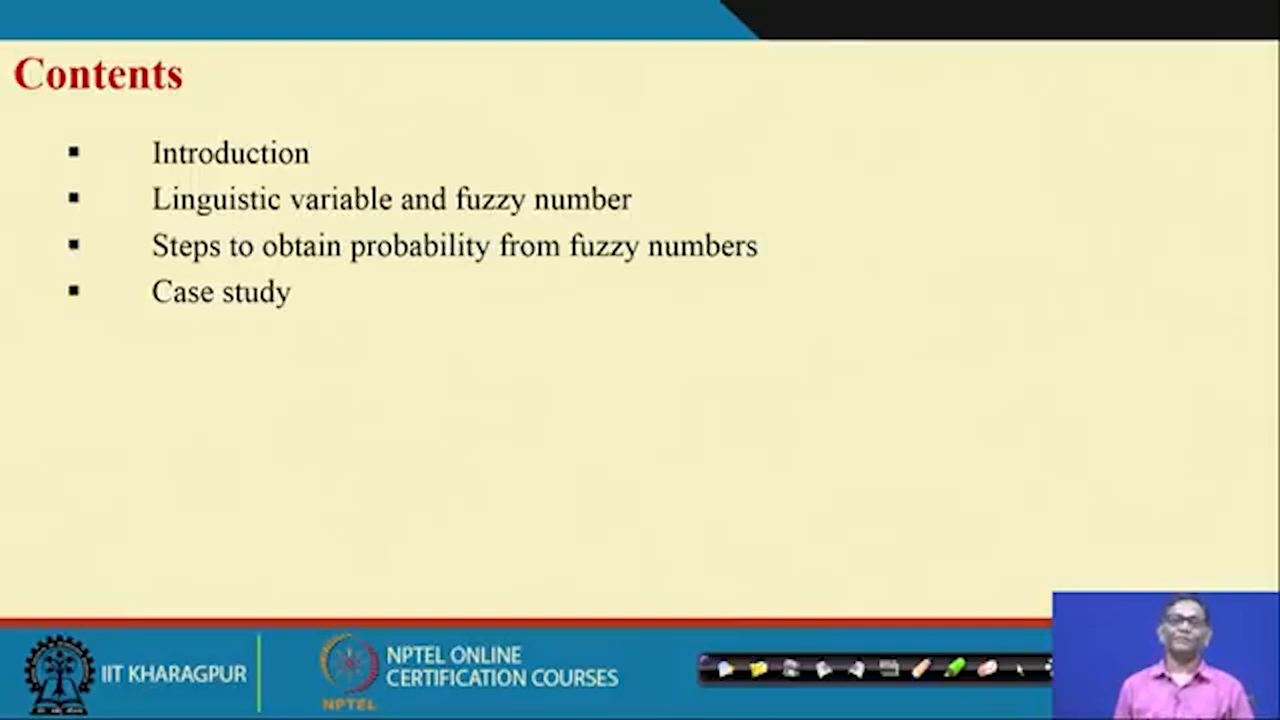 Contents
▪ Introduction
▪ Linguistic variable and fuzzy number
▪ Steps to obtain probability from fuzzy numbers
▪ Case study
IIT KHARAGPUR
NPTEL
NPTEL ONLINE
CERTIFICATION COURSES